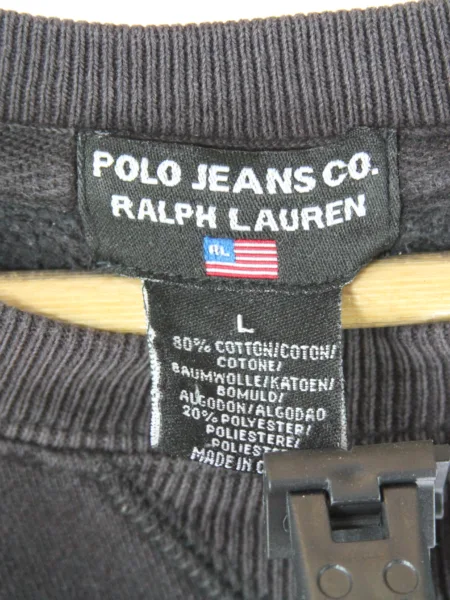 POLO JEANS CO.
RALPH LAUREN
RL
L
80% COTTON/COTON/
COTONE/
BAUMWOLLE/KATOEN/
BOMULD/
ALGODON/ALGODAO
20% POLYESTER/
POLIESTERE/
MADE IN